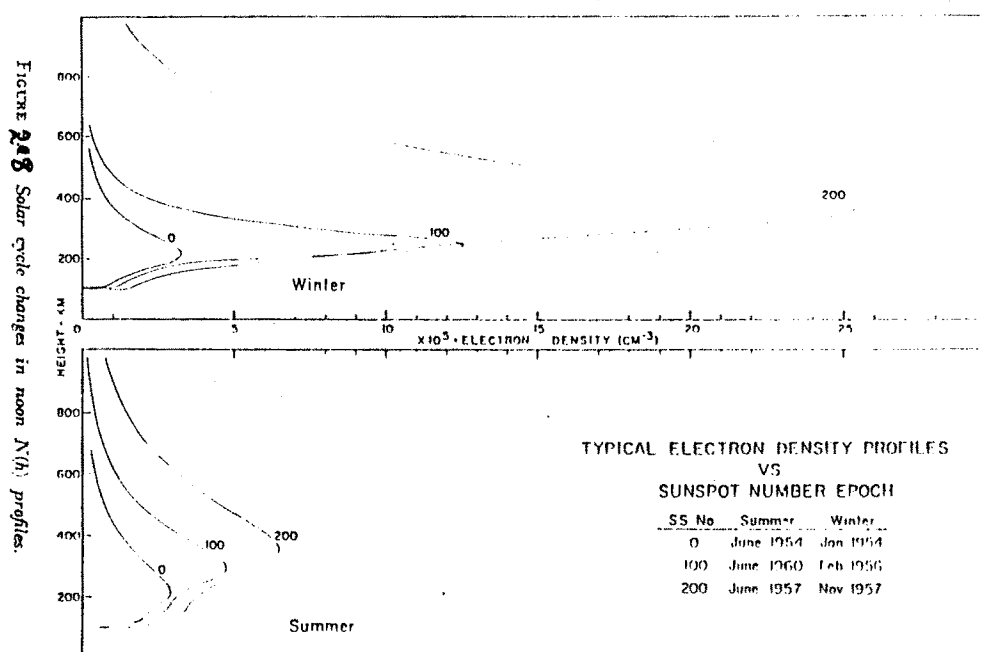 FIGURE 2.8 Solar cycle changes in noon N(h) profiles.
800
600
400
200
0
100
200
Winter
0
5
10
15
20
25
X10⁵ - ELECTRON DENSITY (CM⁻³)
HEIGHT - KM
800
600
400
200
0
100
200
Summer
TYPICAL ELECTRON DENSITY PROFILES
VS
SUNSPOT NUMBER EPOCH
SS No Summer Winter
0 June 1954 Jan 1954
100 June 1960 Feb 1956
200 June 1957 Nov 1957